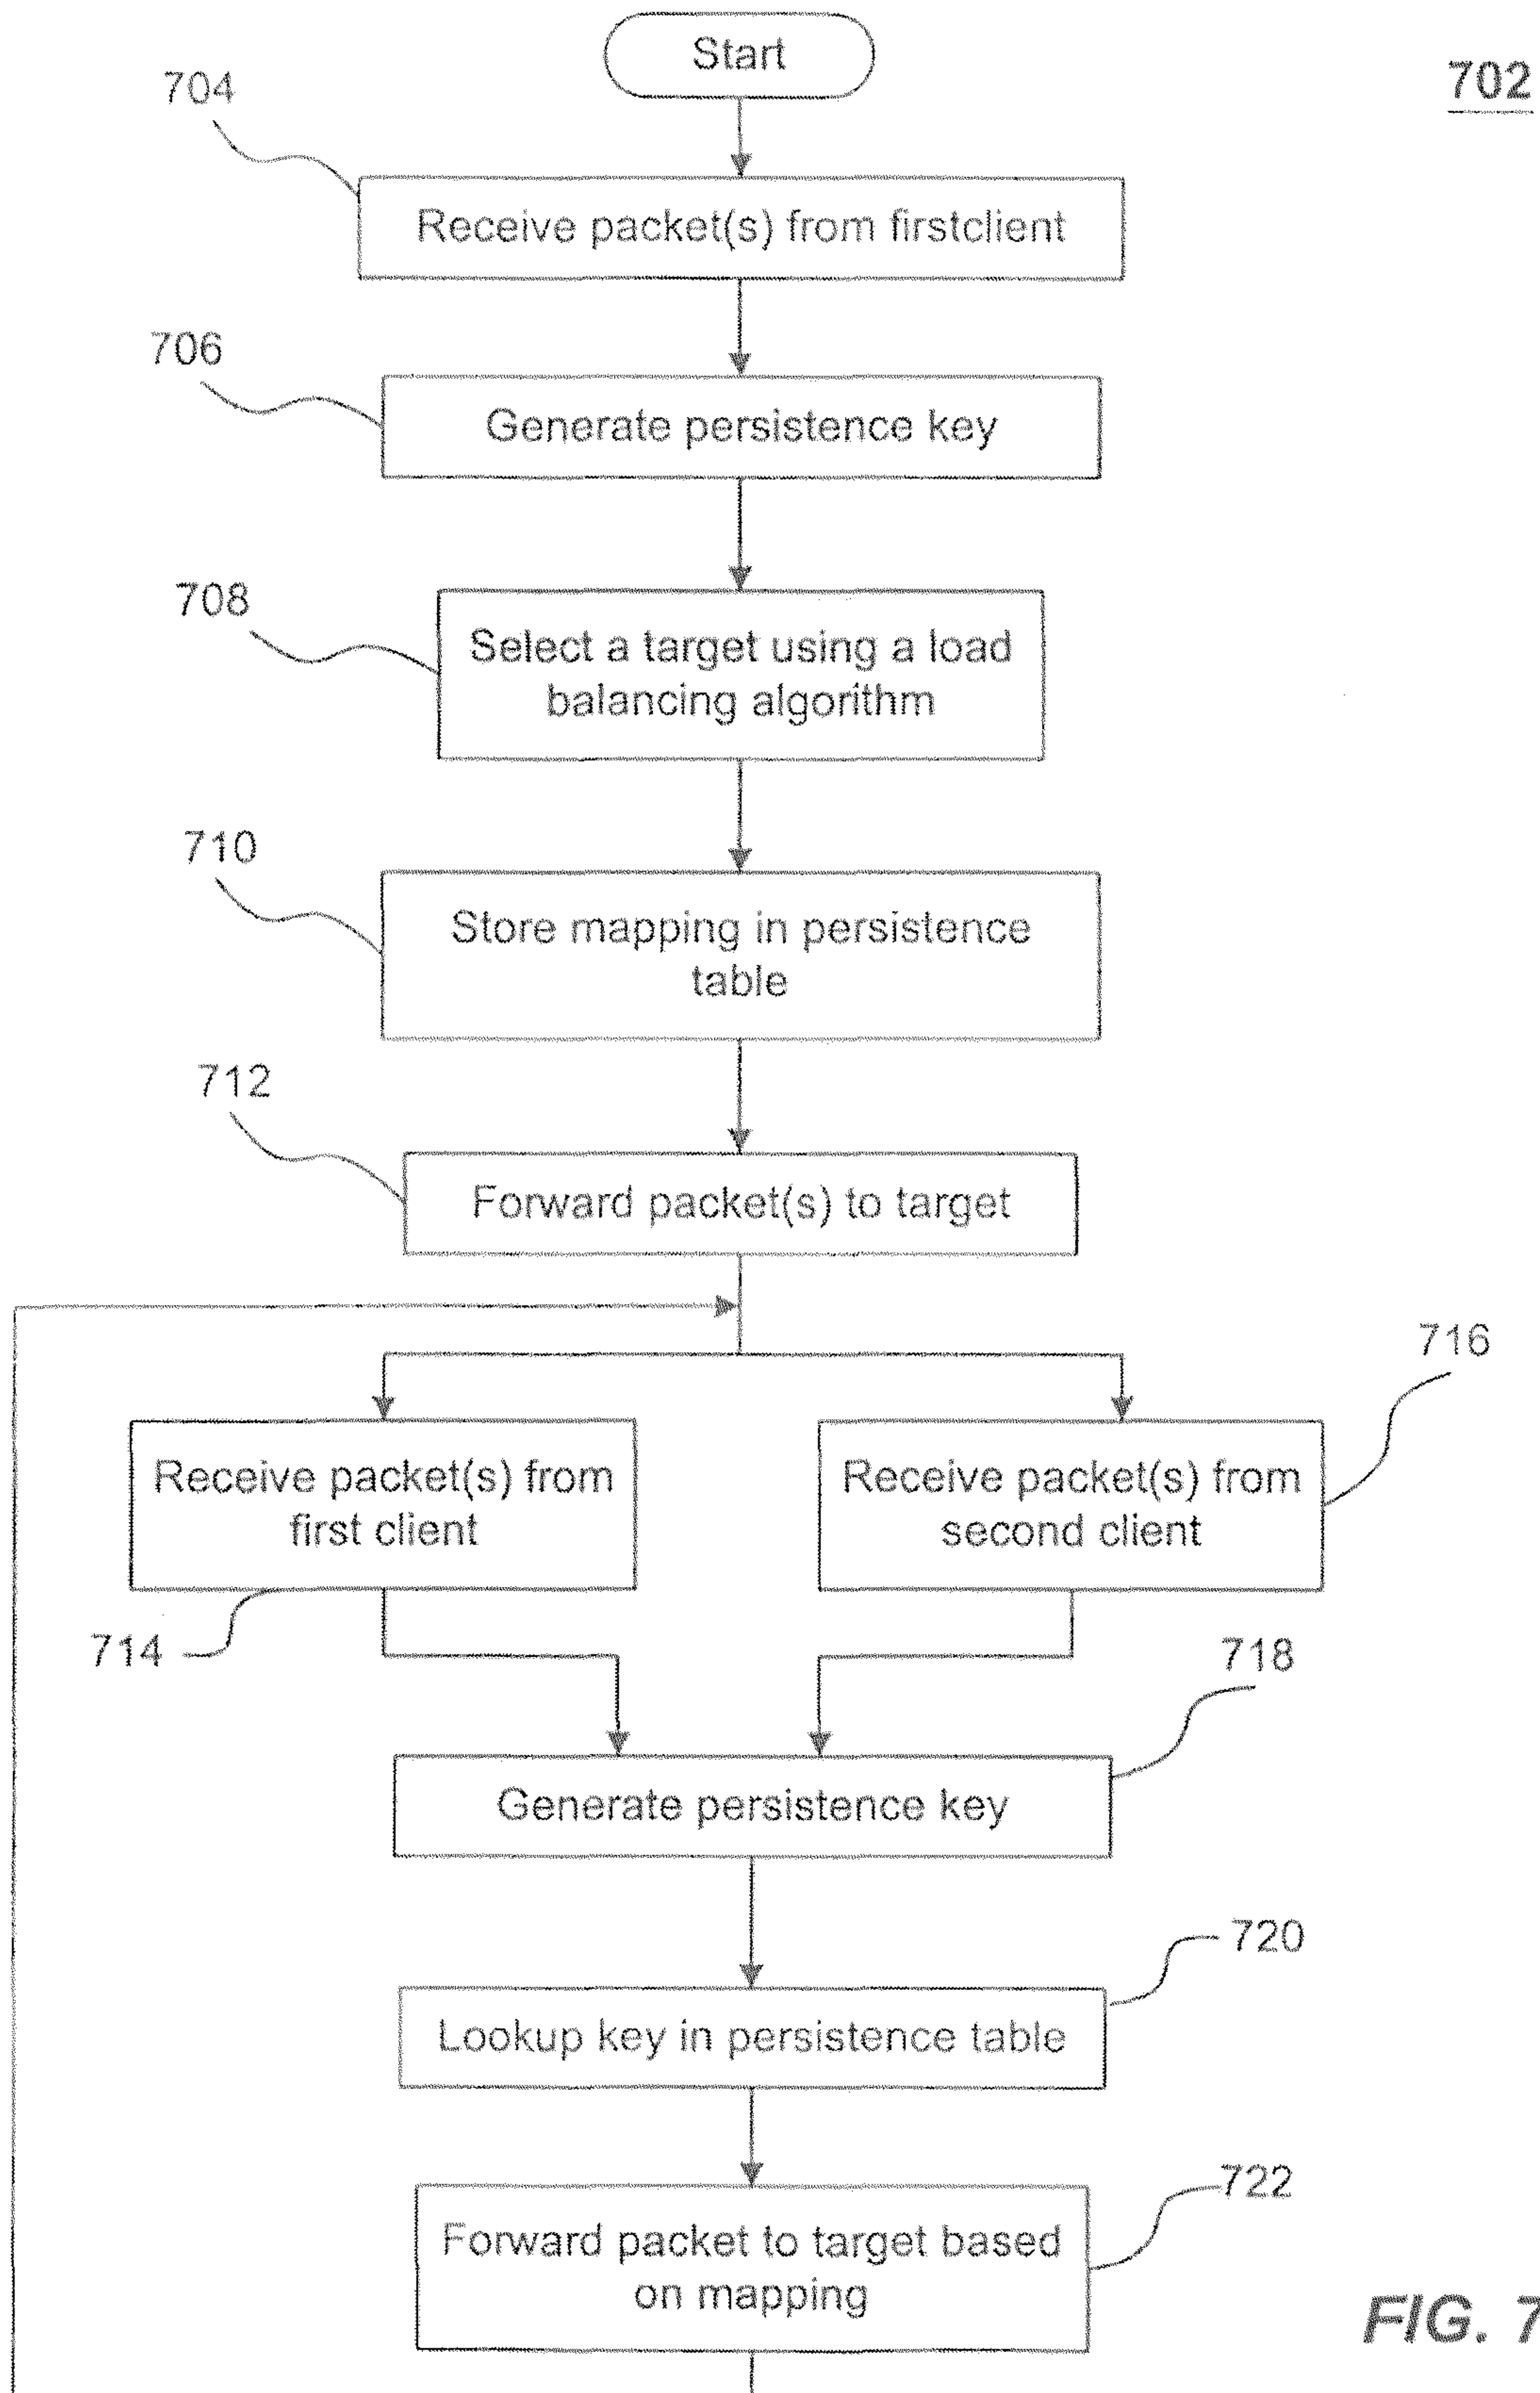 Start
702
704
Receive packet(s) from firstclient
706
Generate persistence key
708
Select a target using a load
balancing algorithm
710
Store mapping in persistence
table
712
Forward packet(s) to target
716
Receive packet(s) from
first client
Receive packet(s) from
second client
714
718
Generate persistence key
720
Lookup key in persistence table
722
Forward packet to target based
on mapping
FIG. 7